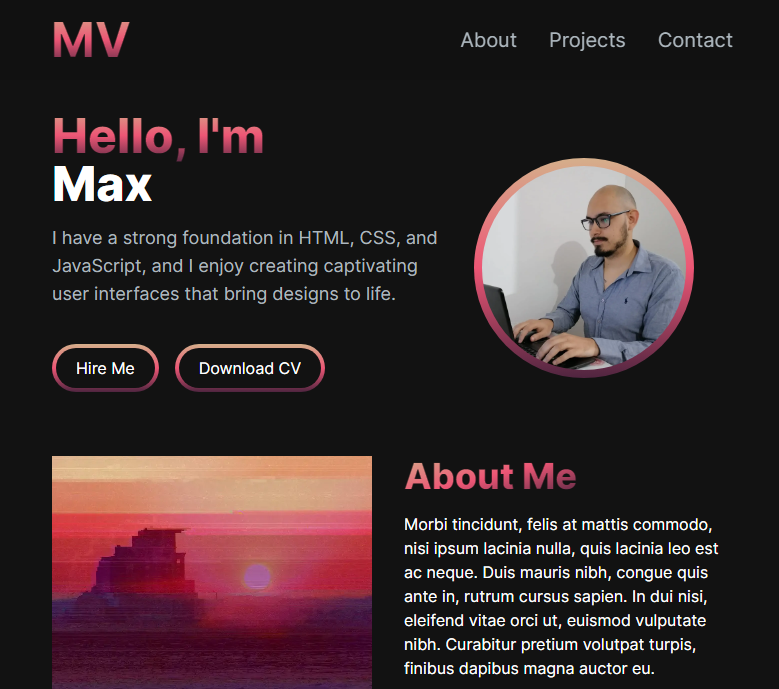 MV
About Projects Contact
Hello, I'm
Max
I have a strong foundation in HTML, CSS, and
JavaScript, and I enjoy creating captivating
user interfaces that bring designs to life.
Hire Me
Download CV
About Me
Morbi tincidunt, felis at mattis commodo,
nisi ipsum lacinia nulla, quis lacinia leo est
ac neque. Duis mauris nibh, congue quis
ante in, rutrum cursus sapien. In dui nisi,
eleifend vitae orci ut, euismod vulputate
nibh. Curabitur pretium volutpat turpis,
finibus dapibus magna auctor eu.